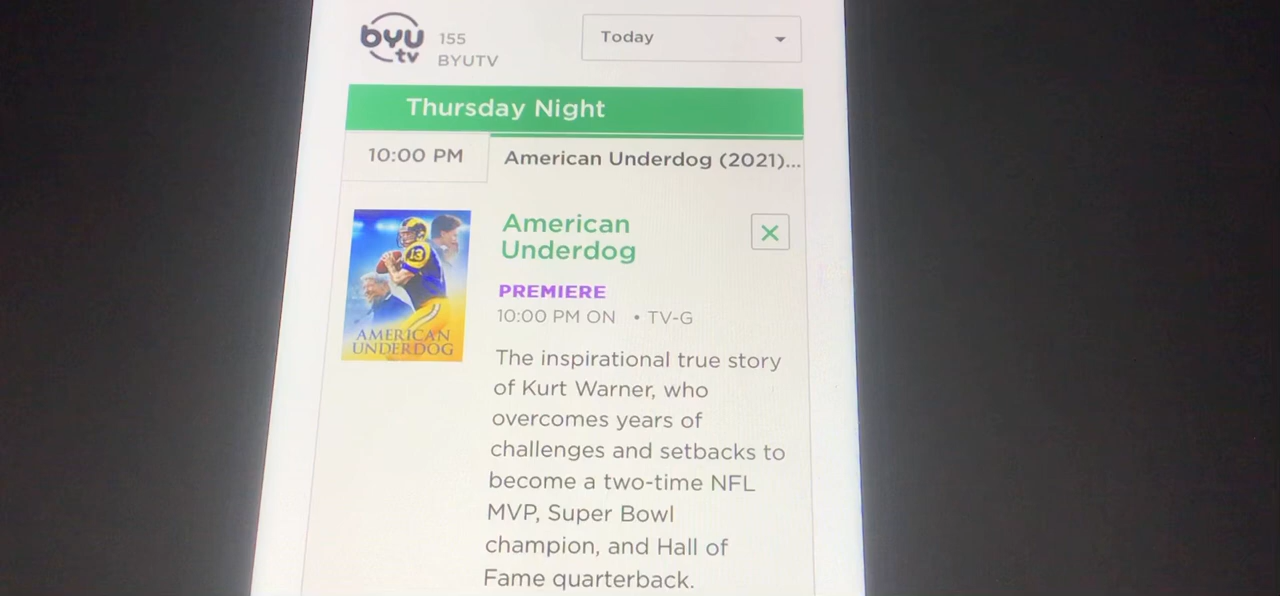 byu
tv
155
BYUTV
Today
Thursday Night
10:00 PM
American Underdog (2021)...
13
AMERICAN
UNDERDOG
American
Underdog
PREMIERE
10:00 PM ON • TV-G
The inspirational true story
of Kurt Warner, who
overcomes years of
challenges and setbacks to
become a two-time NFL
MVP, Super Bowl
champion, and Hall of
Fame quarterback.